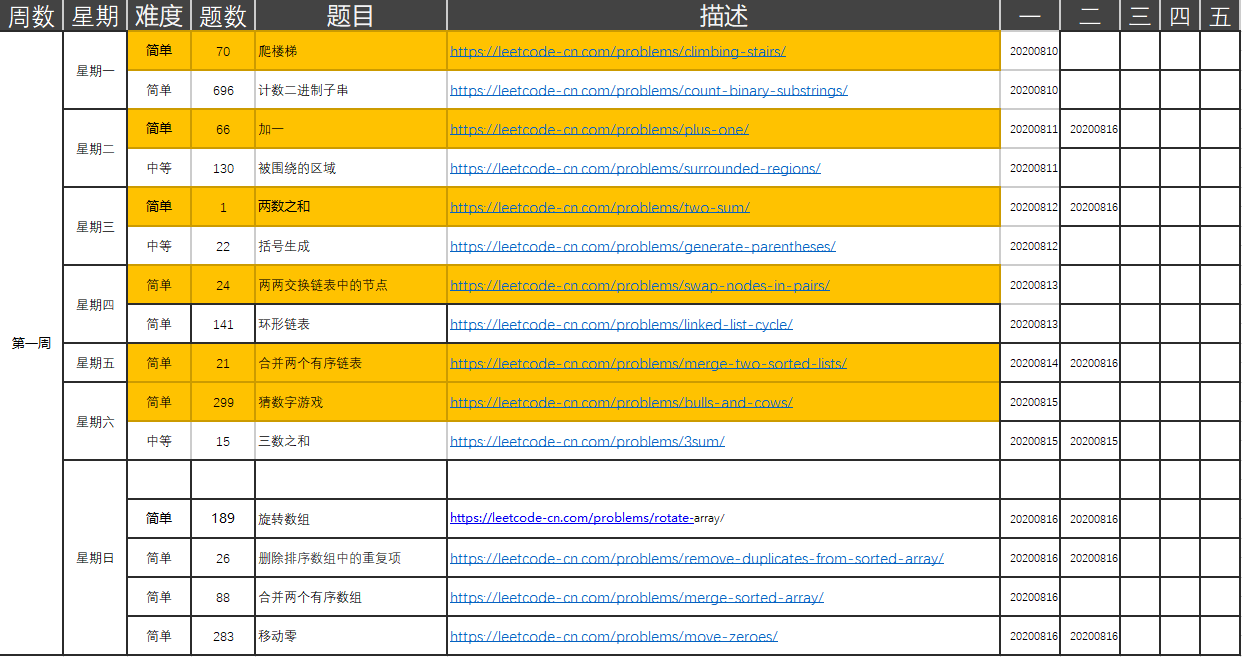 周数 星期 难度 题数 题目 描述 一 二 三 四 五
第一周
星期一
简单 70 爬楼梯 https://leetcode-cn.com/problems/climbing-stairs/ 20200810
简单 696 计数二进制子串 https://leetcode-cn.com/problems/count-binary-substrings/ 20200810
星期二
简单 66 加一 https://leetcode-cn.com/problems/plus-one/ 20200811 20200816
中等 130 被围绕的区域 https://leetcode-cn.com/problems/surrounded-regions/ 20200811
星期三
简单 1 两数之和 https://leetcode-cn.com/problems/two-sum/ 20200812 20200816
中等 22 括号生成 https://leetcode-cn.com/problems/generate-parentheses/ 20200812
星期四
简单 24 两两交换链表中的节点 https://leetcode-cn.com/problems/swap-nodes-in-pairs/ 20200813
简单 141 环形链表 https://leetcode-cn.com/problems/linked-list-cycle/ 20200813
星期五
简单 21 合并两个有序链表 https://leetcode-cn.com/problems/merge-two-sorted-lists/ 20200814 20200816
星期六
简单 299 猜数字游戏 https://leetcode-cn.com/problems/bulls-and-cows/ 20200815
中等 15 三数之和 https://leetcode-cn.com/problems/3sum/ 20200815 20200815
星期日
简单 189 旋转数组 https://leetcode-cn.com/problems/rotate-array/ 20200816 20200816
简单 26 删除排序数组中的重复项 https://leetcode-cn.com/problems/remove-duplicates-from-sorted-array/ 20200816 20200816
简单 88 合并两个有序数组 https://leetcode-cn.com/problems/merge-sorted-array/ 20200816
简单 283 移动零 https://leetcode-cn.com/problems/move-zeroes/ 20200816 20200816